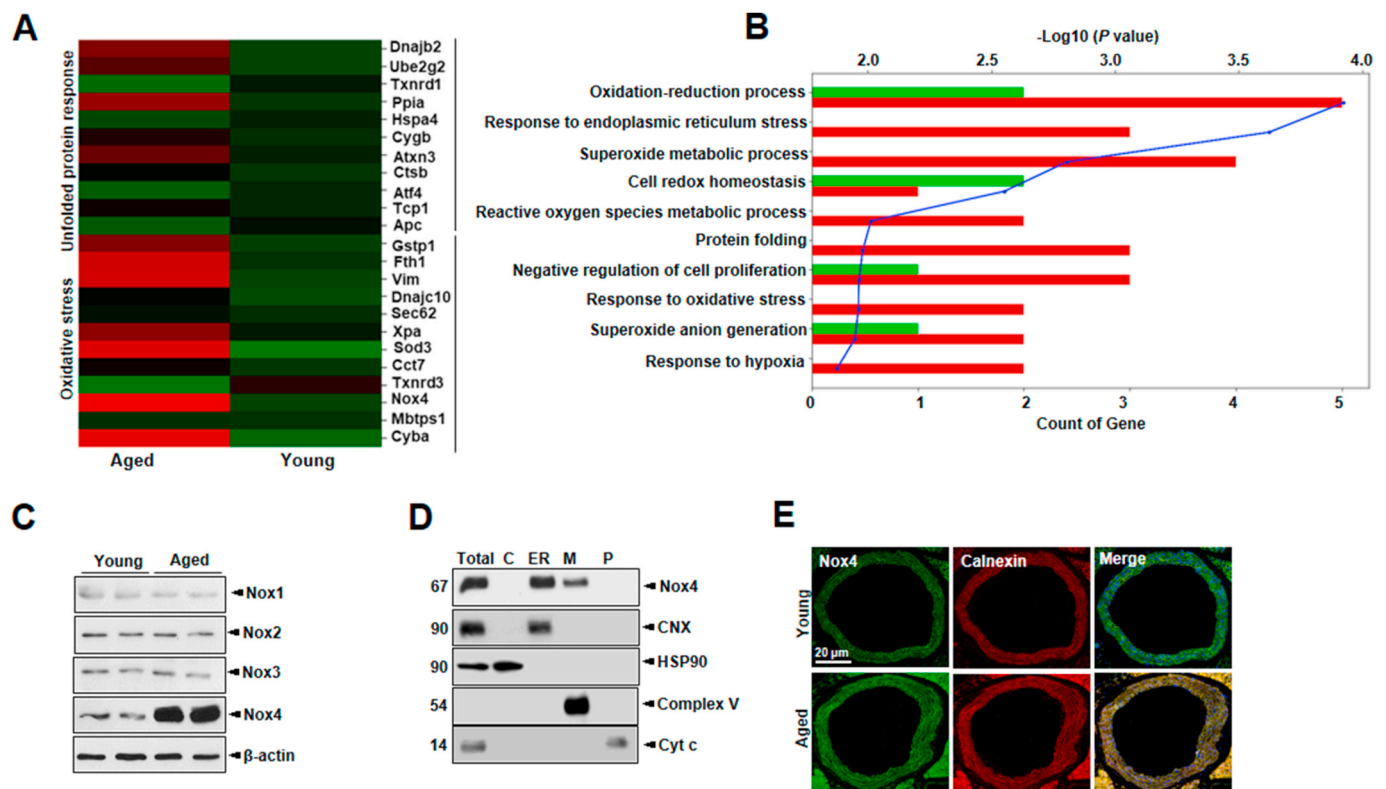 A
Unfolded protein response
Oxidative stress
Dnajb2
Ube2g2
Txnrd1
Ppia
Hspa4
Cygb
Atxn3
Ctsb
Atf4
Tcp1
Apc
Gstp1
Fth1
Vim
Dnajc10
Sec62
Xpa
Sod3
Cct7
Txnrd3
Nox4
Mbtps1
Cyba
Aged Young
B
-Log10 (P value)
2.0 2.5 3.0 3.5 4.0
Oxidation-reduction process
Response to endoplasmic reticulum stress
Superoxide metabolic process
Cell redox homeostasis
Reactive oxygen species metabolic process
Protein folding
Negative regulation of cell proliferation
Response to oxidative stress
Superoxide anion generation
Response to hypoxia
0 1 2 3 4 5
Count of Gene
C
Young Aged
Nox1
Nox2
Nox3
Nox4
β-actin
D
Total C ER M P
67 Nox4
90 CNX
90 HSP90
54 Complex V
14 Cyt c
E
Nox4 Calnexin Merge
Young
20 µm
Aged